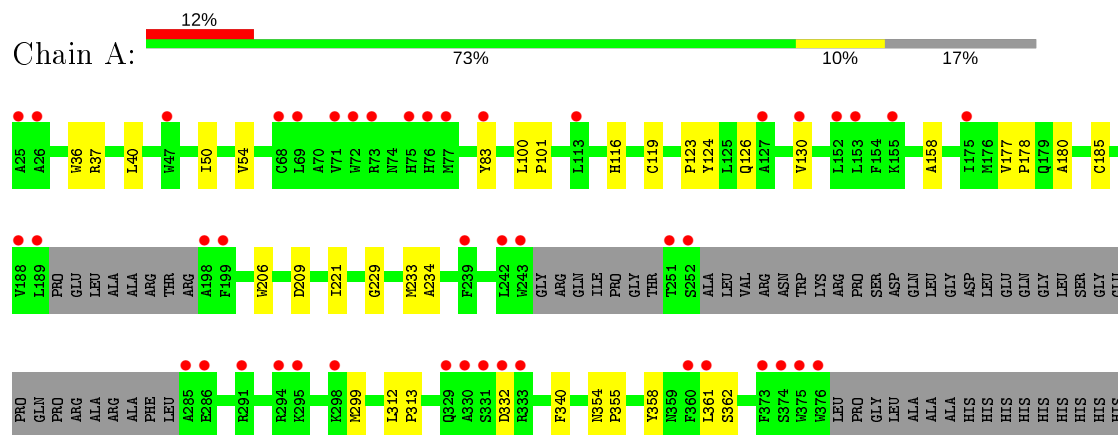 12%
Chain A:
73% 10% 17%
A25 A26 W36 R37 L40 W47 I50 V54 C68 L69 A70 V71 W72 R73 N74 H75 H76 M77 Y83 L100 P101 L113 H116 C119 P123 Y124 L125 Q126 A127 V130 L152 L153 F154 K155 A158 I175 M176 V177 P178 Q179 A180 C185
V188 L189 PRO GLU LEU ALA ALA ARG THR ARG A198 F199 W206 D209 I221 G229 M233 A234 F239 L242 W243 GLY ARG GLN ILE PRO GLY THR T251 S252 ALA LEU VAL ARG ASN TRP LYS ARG PRO SER ASP GLN LEU GLY ASP LEU GLU GLN GLY LEU SER GLY GLU
PRO GLN PRO ARG ALA ARG ALA PHE LEU A285 E286 R291 R294 K295 K298 M299 L312 P313 Q329 A330 S331 D332 R333 F340 N354 P355 Y358 N359 F360 L361 S362 F373 S374 W375 W376 LEU PRO GLY LEU ALA ALA ALA HIS HIS HIS HIS HIS HIS HIS HIS HIS